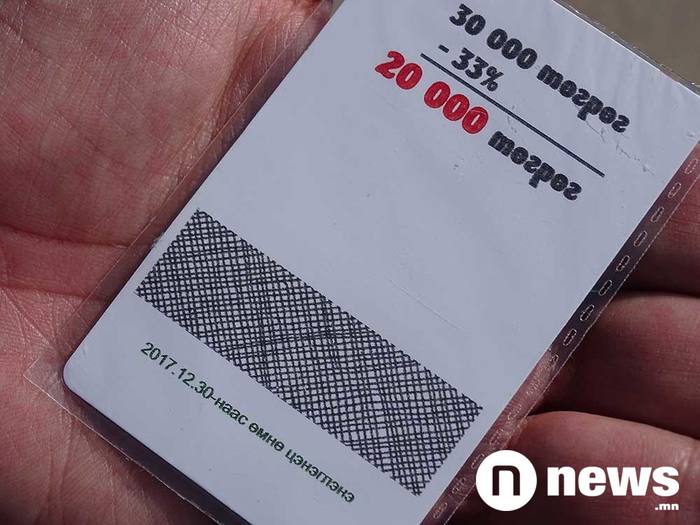 30 000 төгрөг
- 33%
20 000 төгрөг
2017.12.30-наас өмнө цэнэглэнэ
n news
.mn